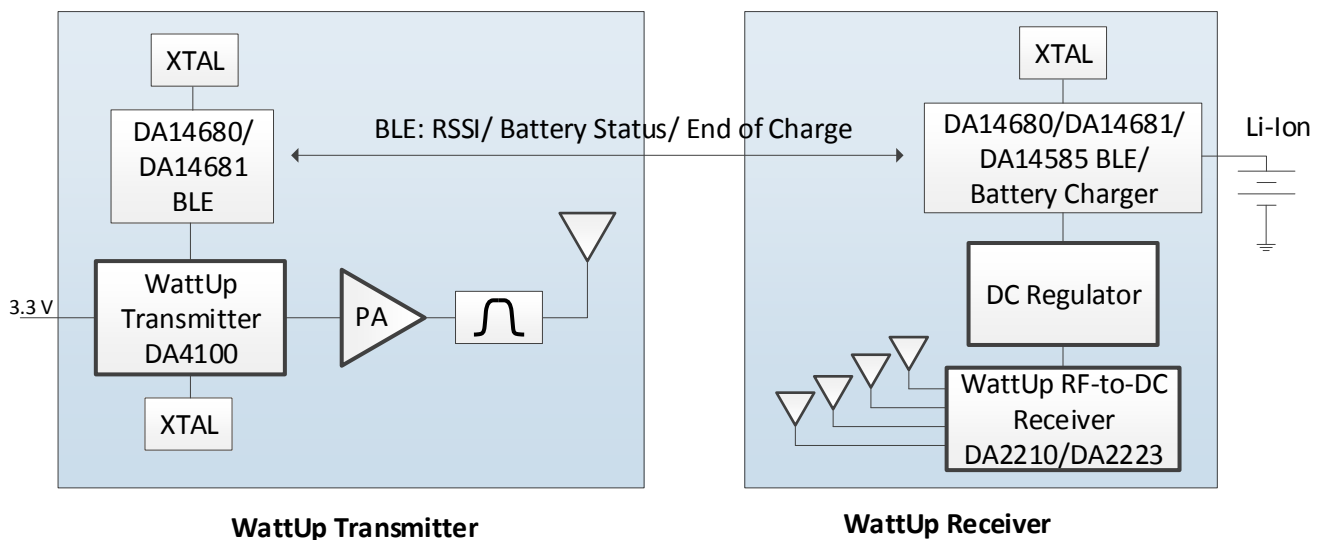 XTAL
DA14680/
DA14681
BLE
3.3 V
WattUp
Transmitter
DA4100
PA
XTAL
BLE: RSSI/ Battery Status/ End of Charge
XTAL
DA14680/DA14681/
DA14585 BLE/
Battery Charger
Li-Ion
DC Regulator
WattUp RF-to-DC
Receiver
DA2210/DA2223
WattUp Transmitter
WattUp Receiver